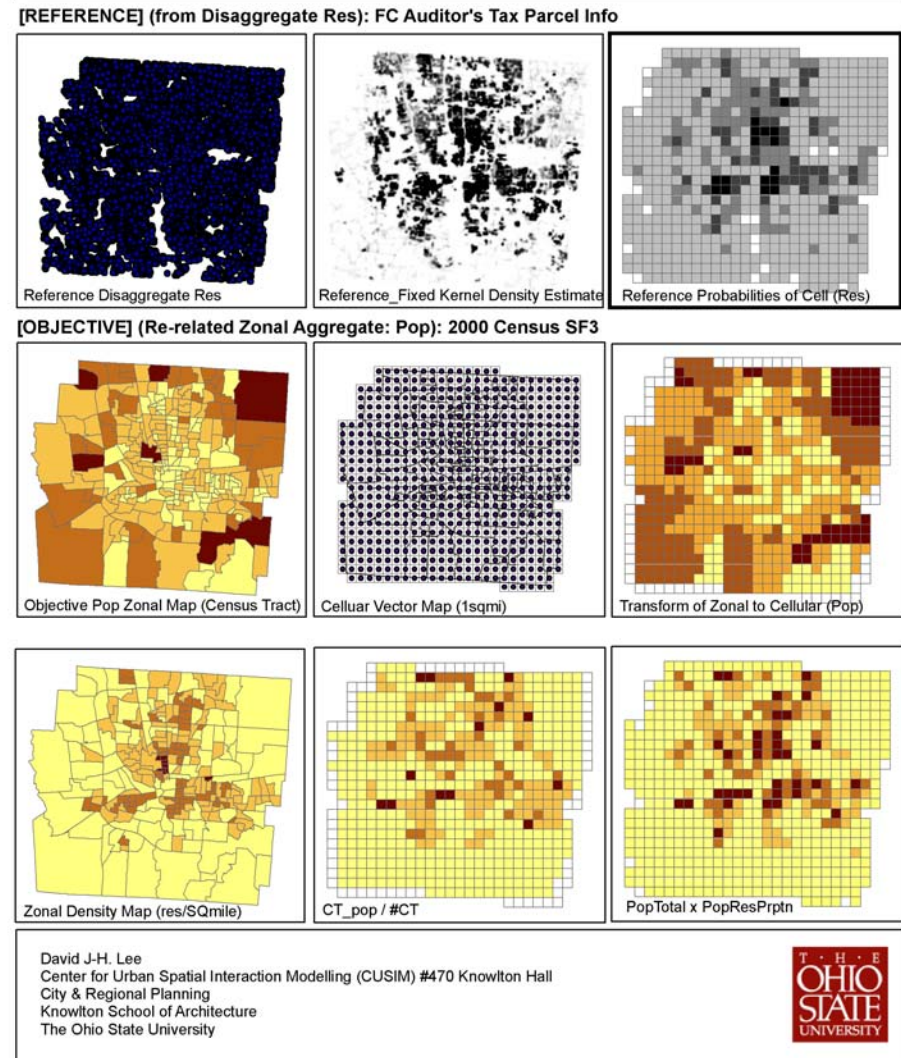 [REFERENCE] (from Disaggregate Res): FC Auditor's Tax Parcel Info
Reference Disaggregate Res
Reference_Fixed Kernel Density Estimate
Reference Probabilities of Cell (Res)
[OBJECTIVE] (Re-related Zonal Aggregate: Pop): 2000 Census SF3
Objective Pop Zonal Map (Census Tract)
Celluar Vector Map (1sqmi)
Transform of Zonal to Cellular (Pop)
Zonal Density Map (res/SQmile)
CT_pop / #CT
PopTotal x PopResPrptn
David J-H. Lee
Center for Urban Spatial Interaction Modelling (CUSIM) #470 Knowlton Hall
City & Regional Planning
Knowlton School of Architecture
The Ohio State University
T · H · E
OHIO
STATE
UNIVERSITY